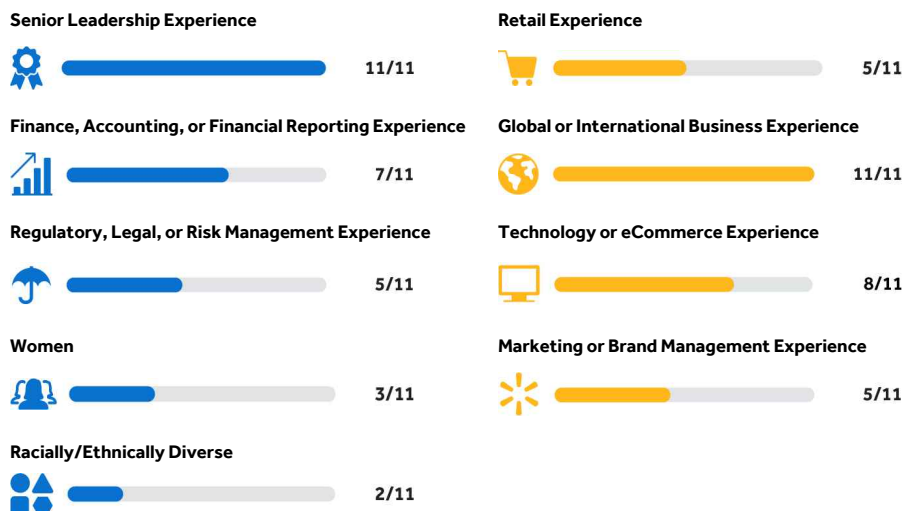 Senior Leadership Experience
11/11
Finance, Accounting, or Financial Reporting Experience
7/11
Regulatory, Legal, or Risk Management Experience
5/11
Women
3/11
Racially/Ethnically Diverse
2/11
Retail Experience
5/11
Global or International Business Experience
11/11
Technology or eCommerce Experience
8/11
Marketing or Brand Management Experience
5/11